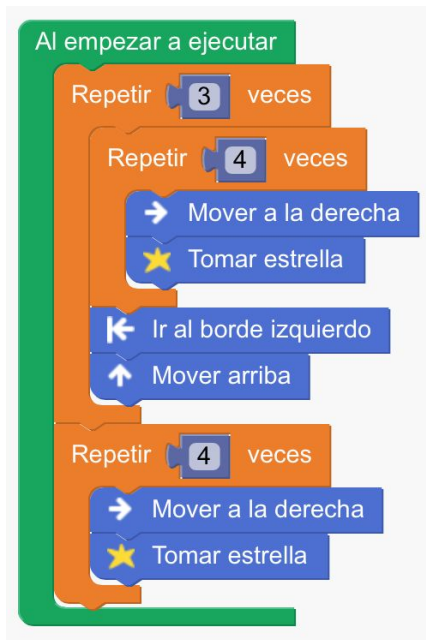 Al empezar a ejecutar
Repetir 3 veces
Repetir 4 veces
Mover a la derecha
Tomar estrella
Ir al borde izquierdo
Mover arriba
Repetir 4 veces
Mover a la derecha
Tomar estrella